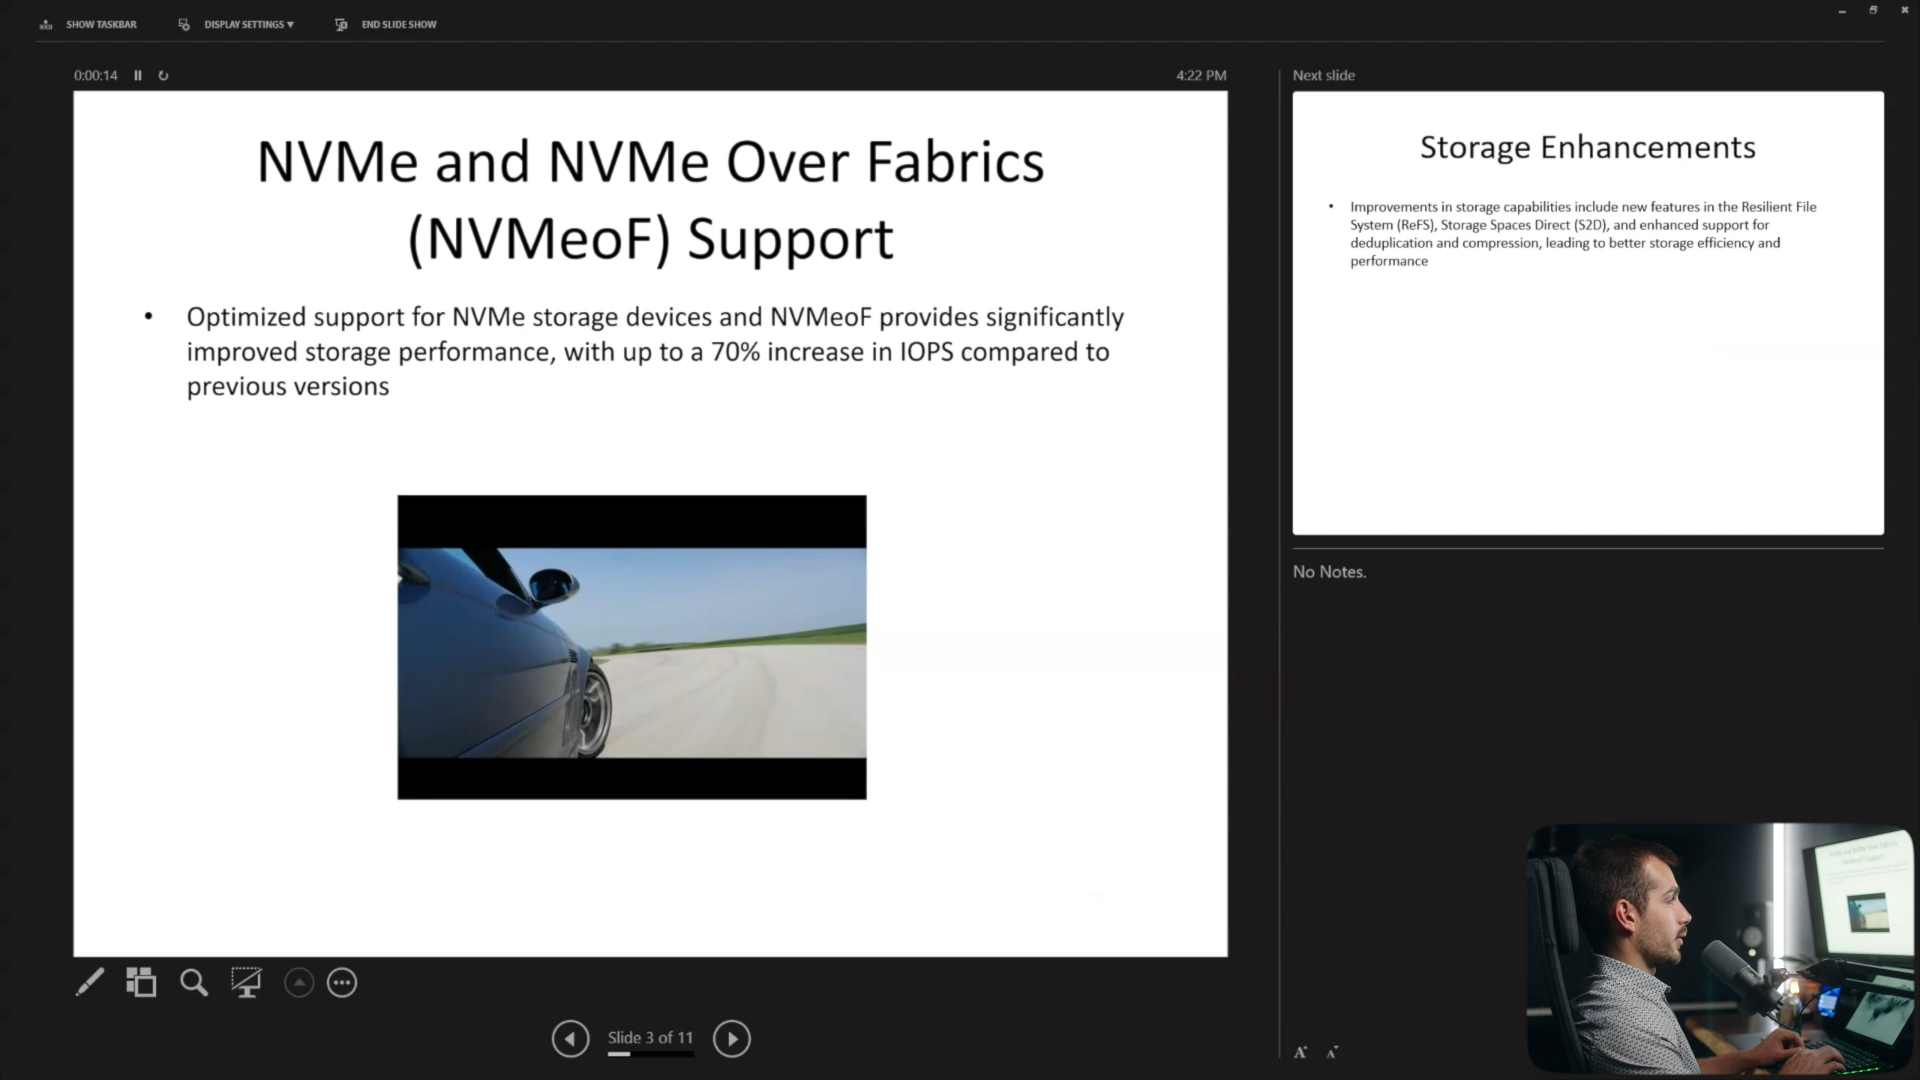 SHOW TASKBAR
DISPLAY SETTINGS ▾
END SLIDE SHOW
0:00:14
4:22 PM
NVMe and NVMe Over Fabrics
(NVMeoF) Support
• Optimized support for NVMe storage devices and NVMeoF provides significantly
improved storage performance, with up to a 70% increase in IOPS compared to
previous versions
Slide 3 of 11
Next slide
Storage Enhancements
• Improvements in storage capabilities include new features in the Resilient File
System (ReFS), Storage Spaces Direct (S2D), and enhanced support for
deduplication and compression, leading to better storage efficiency and
performance
No Notes.
A A